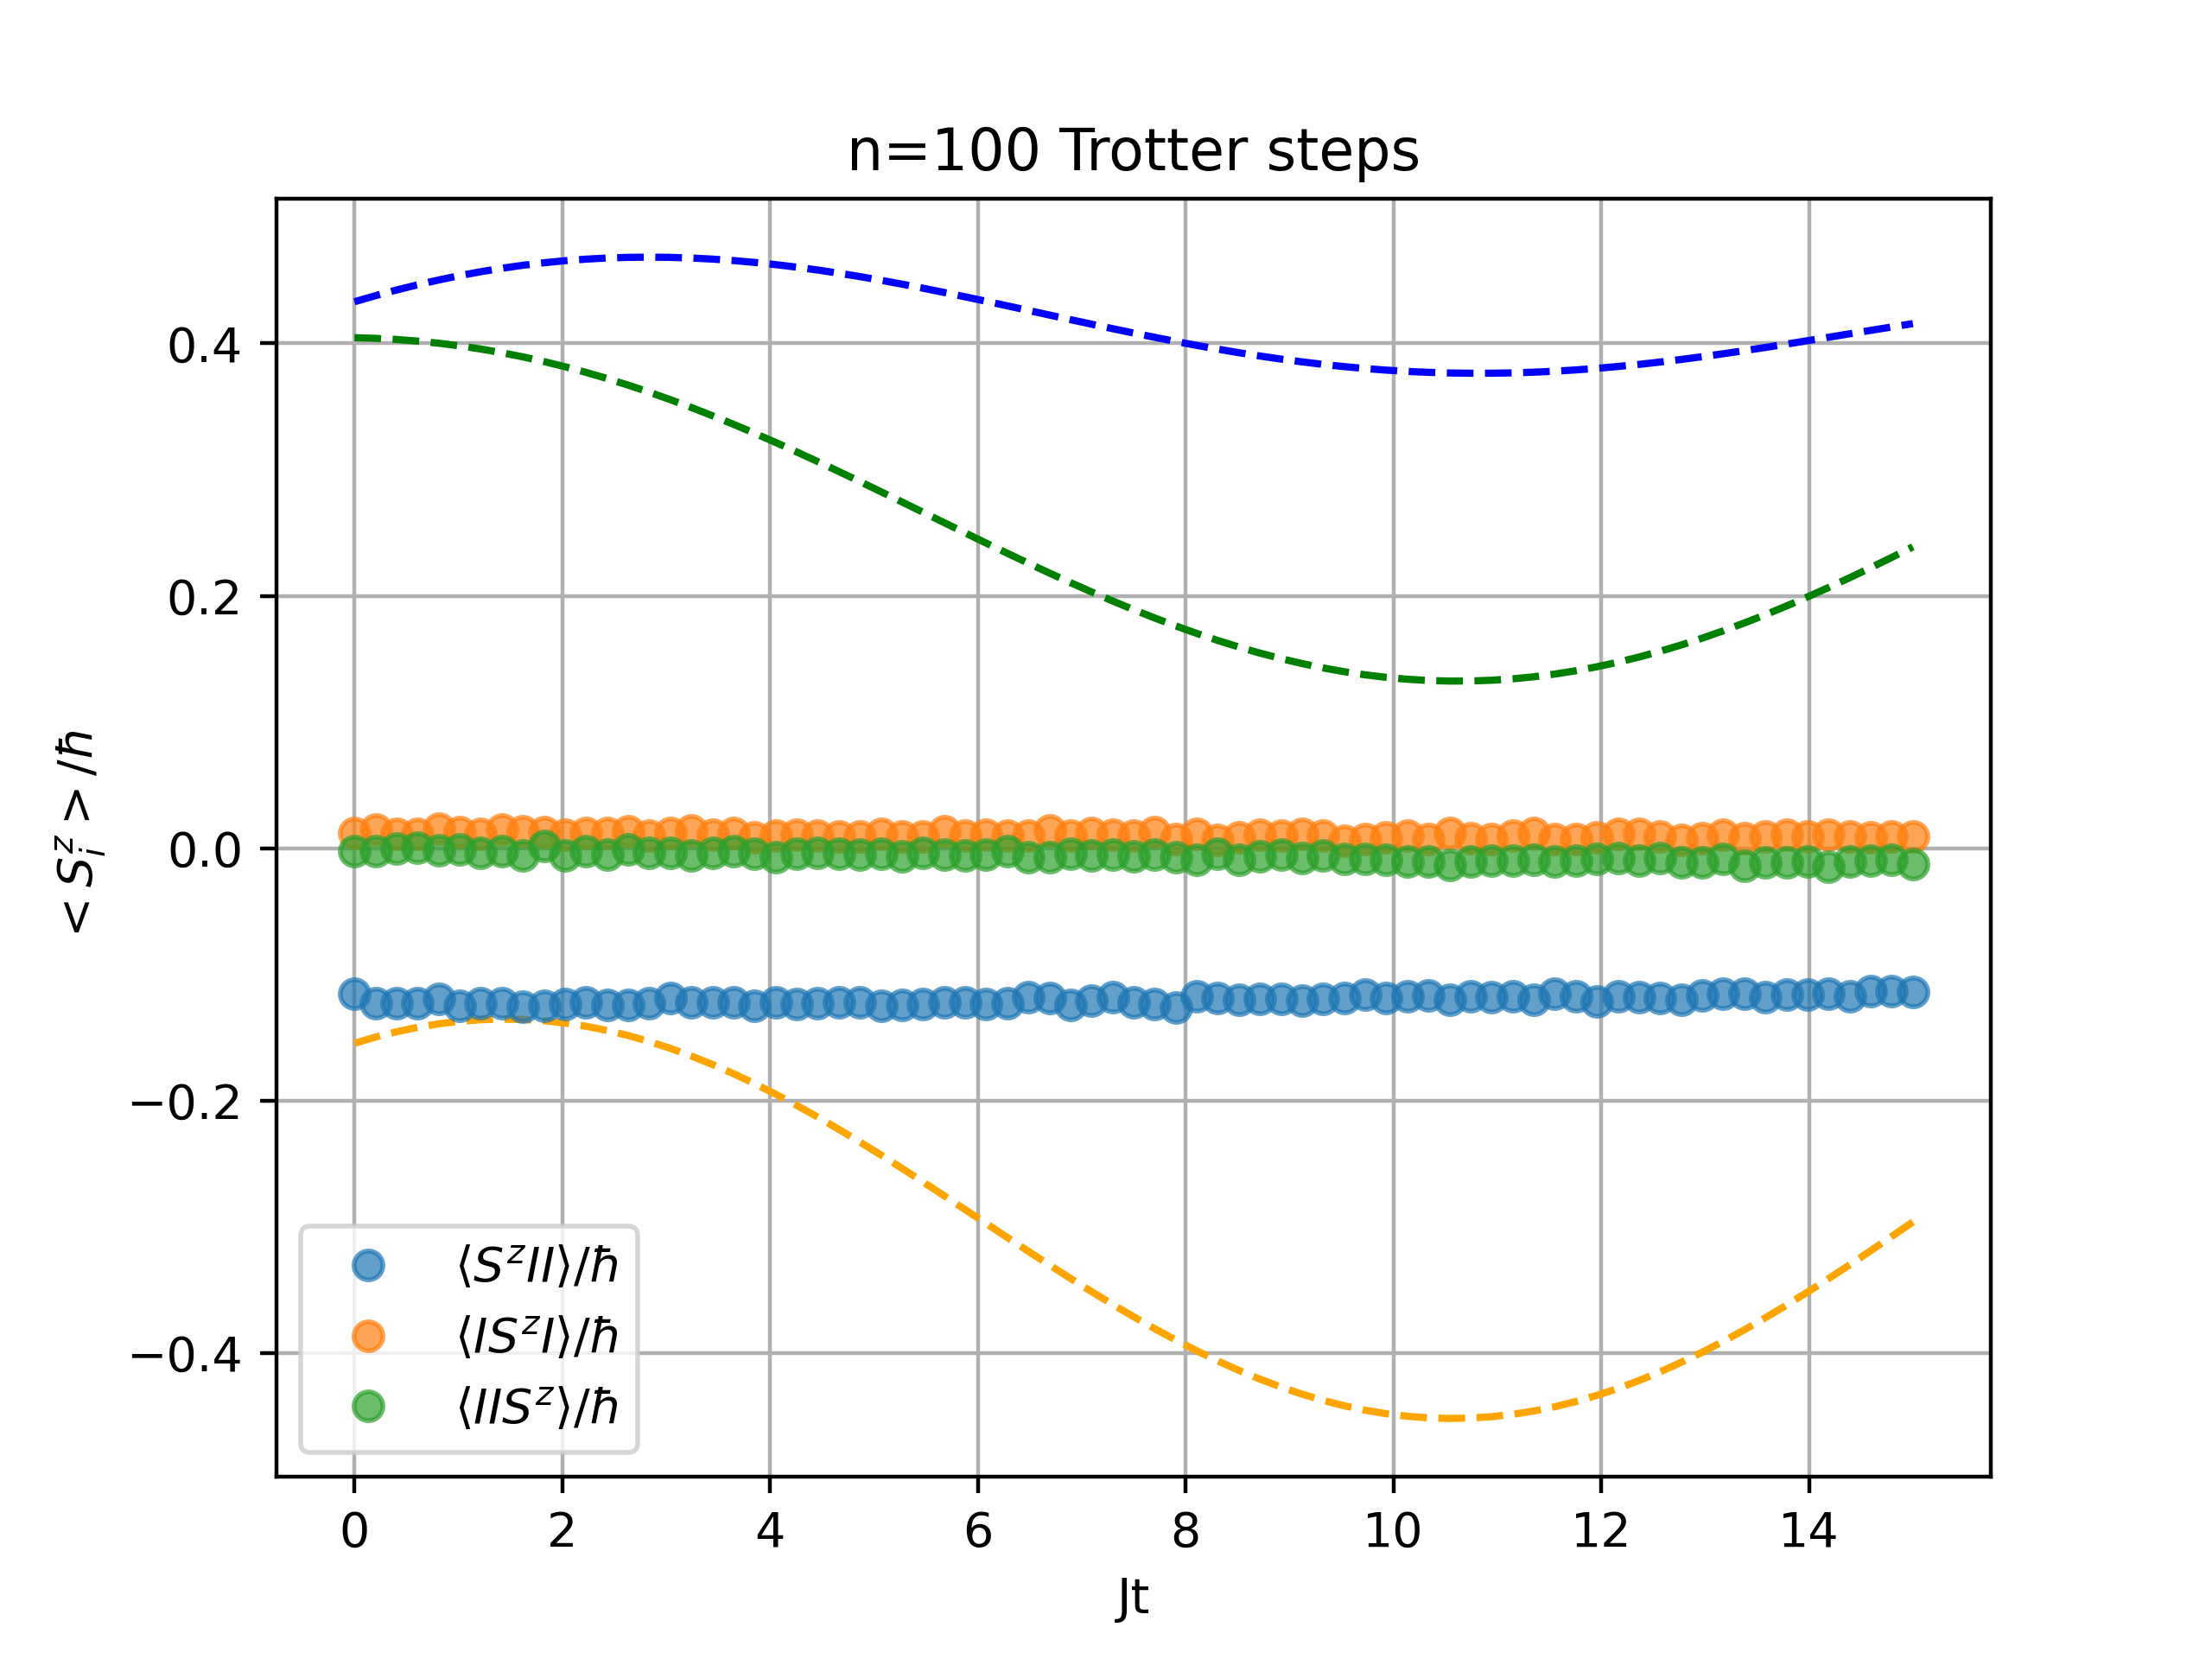 n=100 Trotter steps
< S_i^z > /ħ
0.4
0.2
0.0
−0.2
−0.4
⟨S^z II⟩/ħ
⟨IS^z I⟩/ħ
⟨IIS^z⟩/ħ
0 2 4 6 8 10 12 14
Jt